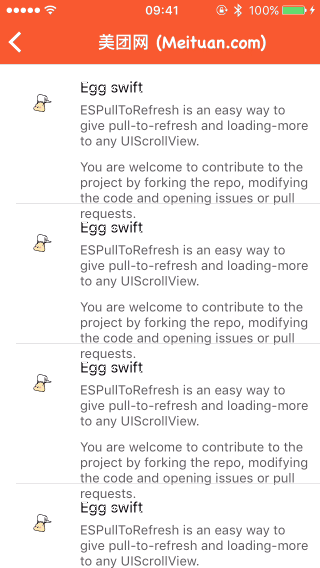 09:41
100%
美团网 (Meituan.com)
Egg swift
ESPullToRefresh is an easy way to
give pull-to-refresh and loading-more
to any UIScrollView.
You are welcome to contribute to the
project by forking the repo, modifying
the code and opening issues or pull
requests.
Egg swift
ESPullToRefresh is an easy way to
give pull-to-refresh and loading-more
to any UIScrollView.
You are welcome to contribute to the
project by forking the repo, modifying
the code and opening issues or pull
requests.
Egg swift
ESPullToRefresh is an easy way to
give pull-to-refresh and loading-more
to any UIScrollView.
You are welcome to contribute to the
project by forking the repo, modifying
the code and opening issues or pull
requests.
Egg swift
ESPullToRefresh is an easy way to
give pull-to-refresh and loading-more
to any UIScrollView.